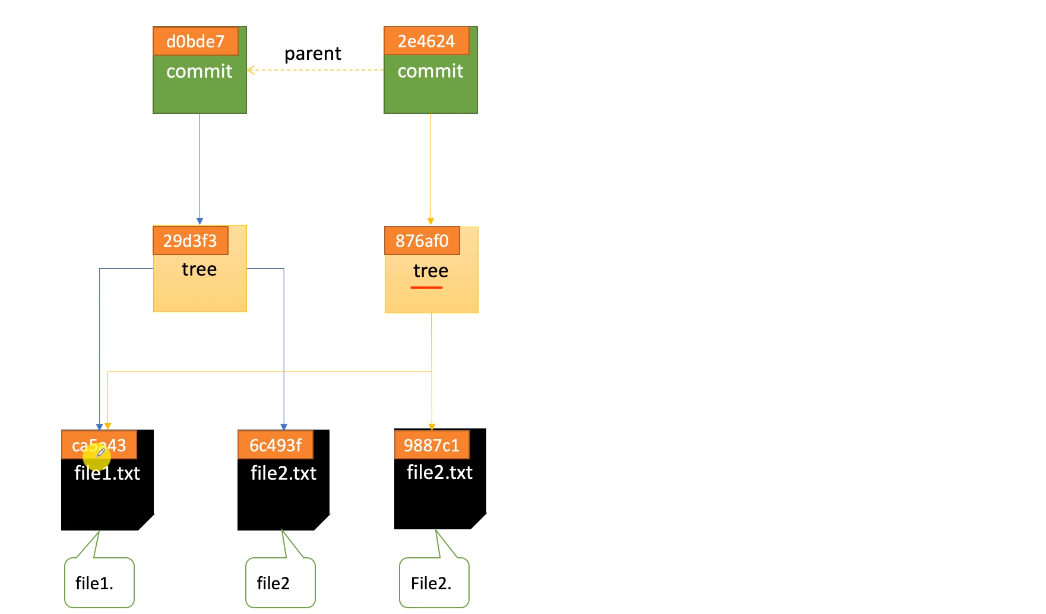 d0bde7
commit
parent
2e4624
commit
29d3f3
tree
876af0
tree
ca5a43
file1.txt
6c493f
file2.txt
9887c1
file2.txt
file1.
file2
File2.